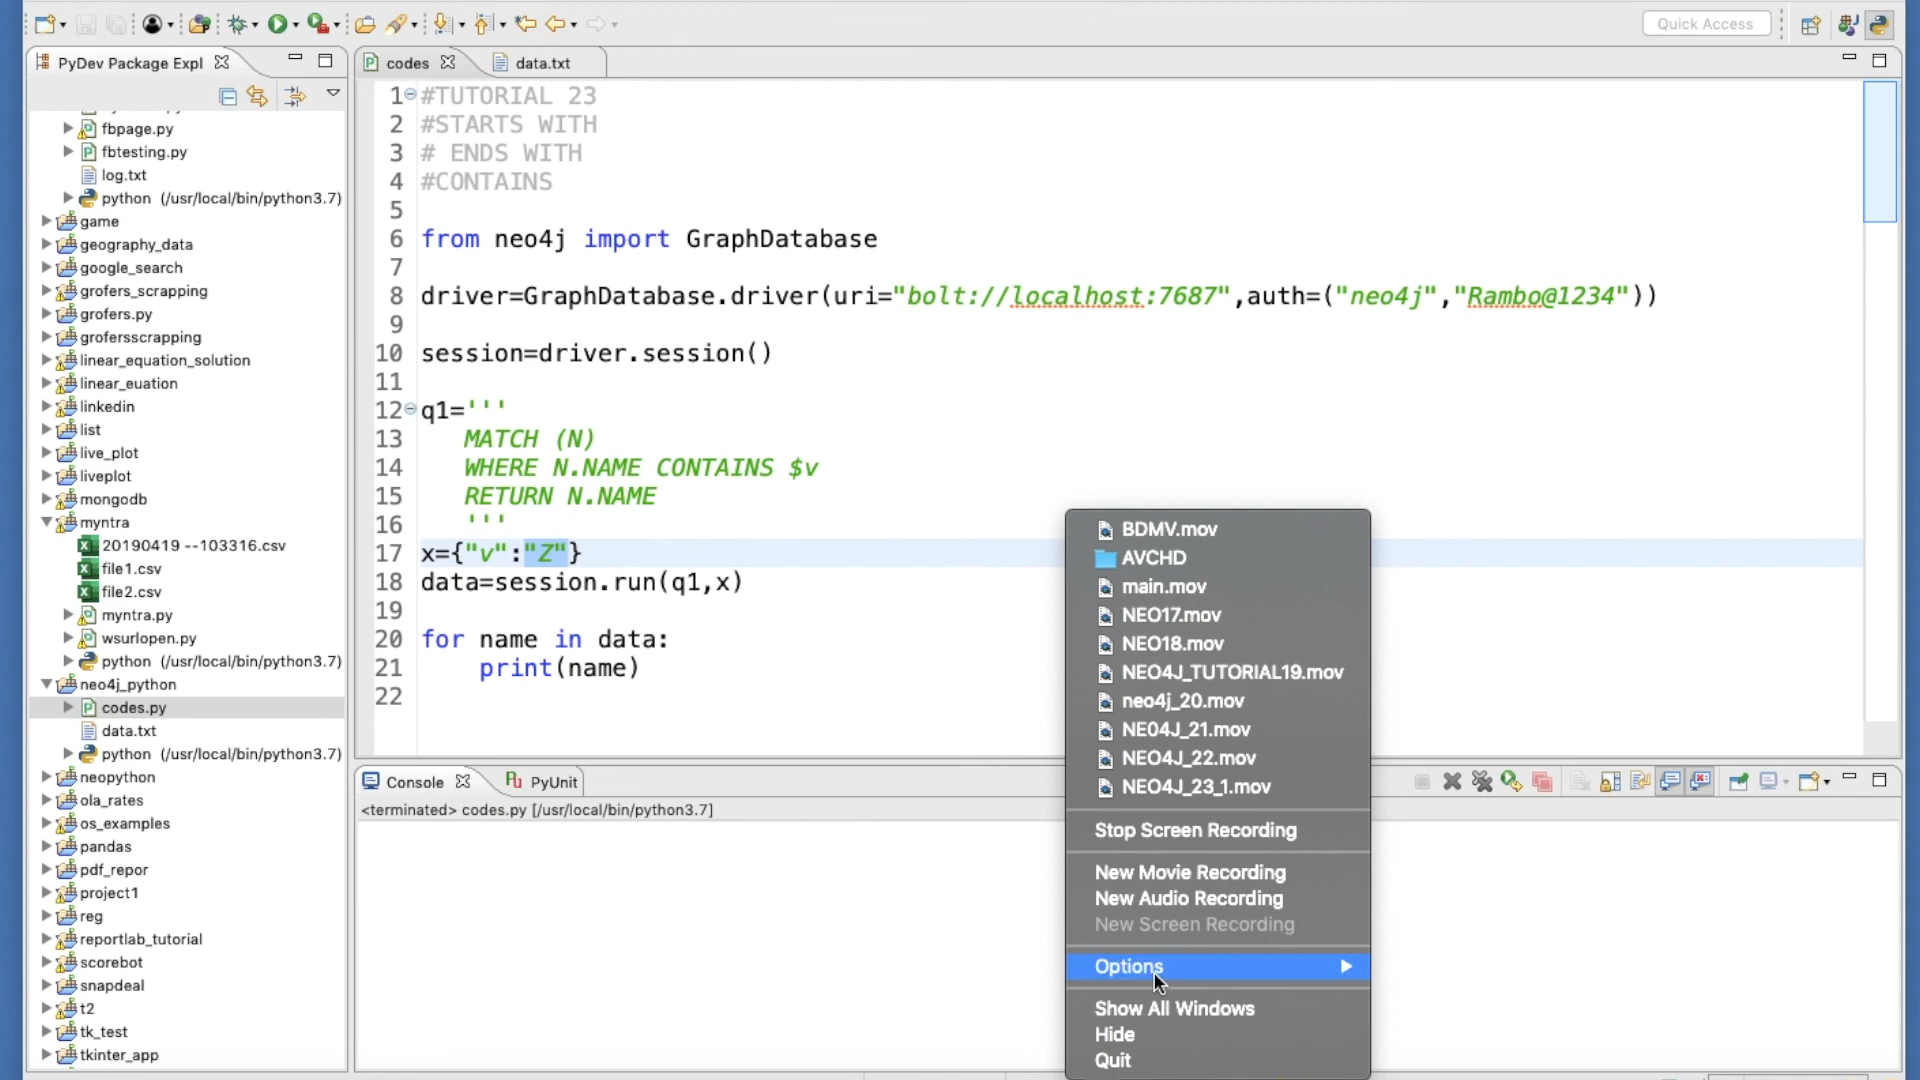 Quick Access
PyDev Package Expl
fbpage.py
fbtesting.py
log.txt
python (/usr/local/bin/python3.7)
game
geography_data
google_search
grofers_scrapping
grofers.py
grofersscrapping
linear_equation_solution
linear_euation
linkedin
list
live_plot
liveplot
mongodb
myntra
20190419 --103316.csv
file1.csv
file2.csv
myntra.py
wsurlopen.py
python (/usr/local/bin/python3.7)
neo4j_python
codes.py
data.txt
python (/usr/local/bin/python3.7)
neopython
ola_rates
os_examples
pandas
pdf_repor
project1
reg
reportlab_tutorial
scorebot
snapdeal
t2
tk_test
tkinter_app
codes
data.txt
1 #TUTORIAL 23
2 #STARTS WITH
3 # ENDS WITH
4 #CONTAINS
5
6 from neo4j import GraphDatabase
7
8 driver=GraphDatabase.driver(uri="bolt://localhost:7687",auth=("neo4j","Rambo@1234"))
9
10 session=driver.session()
11
12 q1='''
13 MATCH (N)
14 WHERE N.NAME CONTAINS $v
15 RETURN N.NAME
16 '''
17 x={"v":"Z"}
18 data=session.run(q1,x)
19
20 for name in data:
21 print(name)
22
Console
PyUnit
<terminated> codes.py [/usr/local/bin/python3.7]
BDMV.mov
AVCHD
main.mov
NEO17.mov
NEO18.mov
NEO4J_TUTORIAL19.mov
neo4j_20.mov
NE04J_21.mov
NEO4J_22.mov
NEO4J_23_1.mov
Stop Screen Recording
New Movie Recording
New Audio Recording
New Screen Recording
Options
Show All Windows
Hide
Quit